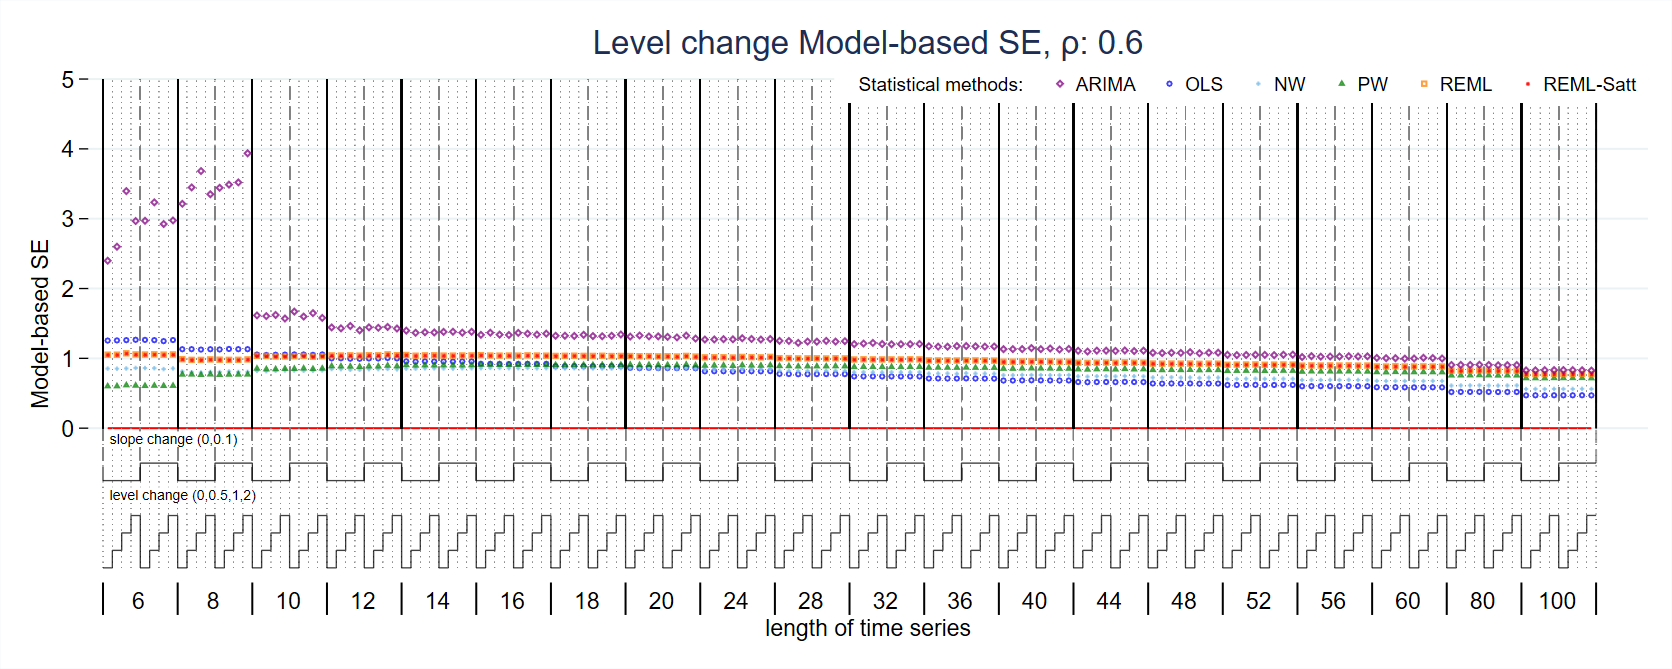 Level change Model-based SE, ρ: 0.6
Statistical methods: ARIMA OLS NW PW REML REML-Satt
5
4
3
2
1
0
Model-based SE
slope change (0,0.1)
level change (0,0.5,1,2)
6 8 10 12 14 16 18 20 24 28 32 36 40 44 48 52 56 60 80 100
length of time series